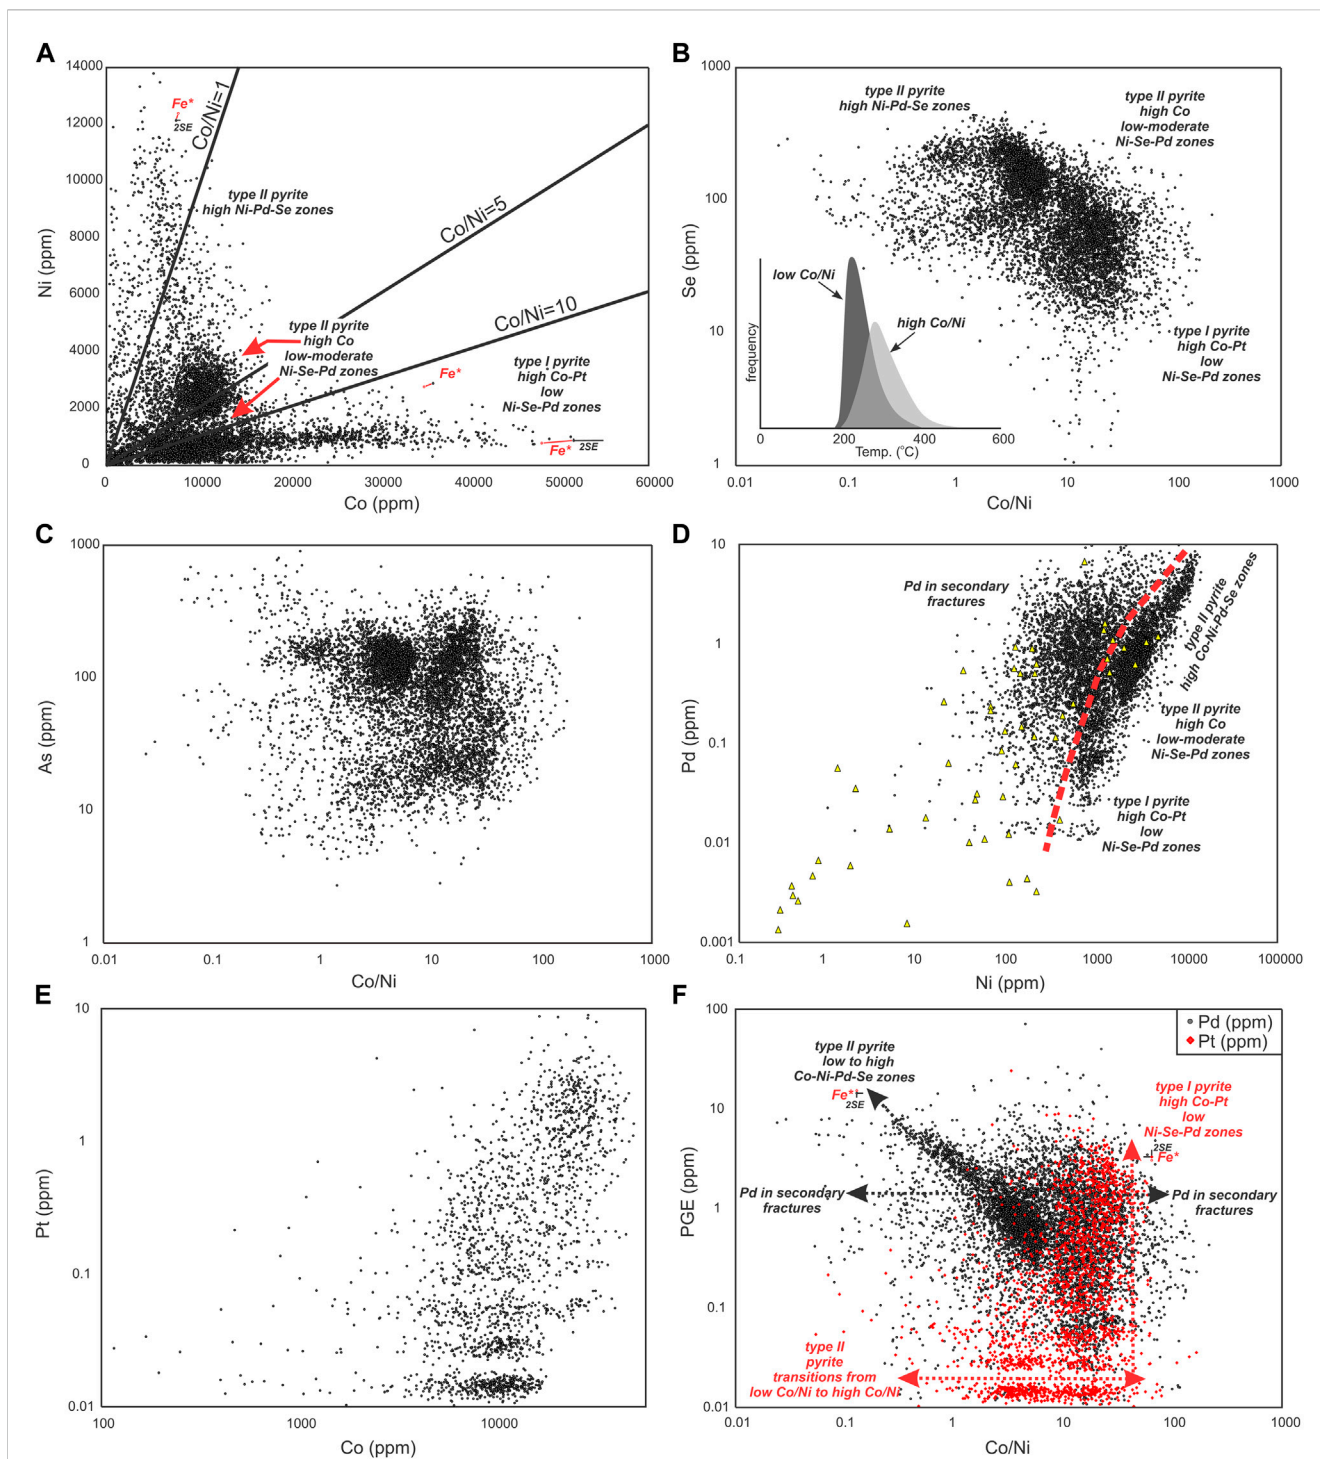 A
14000
12000
10000
8000
6000
4000
2000
0
Ni (ppm)
0
10000
20000
30000
40000
50000
60000
Co (ppm)
Fe*
2SE
Co/Ni=1
type II pyrite
high Ni-Pd-Se zones
Co/Ni=5
Co/Ni=10
type II pyrite
high Co
low-moderate
Ni-Se-Pd zones
type I pyrite
high Co-Pt
low
Ni-Se-Pd zones
Fe*
Fe*
2SE
B
1000
100
10
1
Se (ppm)
0.01
0.1
1
10
100
1000
Co/Ni
type II pyrite
high Ni-Pd-Se zones
type II pyrite
high Co
low-moderate
Ni-Se-Pd zones
type I pyrite
high Co-Pt
low
Ni-Se-Pd zones
low Co/Ni
high Co/Ni
frequency
0
200
400
600
Temp. (°C)
C
1000
100
10
1
As (ppm)
0.01
0.1
1
10
100
1000
Co/Ni
D
10
1
0.1
0.01
0.001
Pd (ppm)
0.1
1
10
100
1000
10000
100000
Ni (ppm)
Pd in secondary
fractures
type II pyrite
high Co-Ni-Pd-Se zones
type II pyrite
high Co
low-moderate
Ni-Se-Pd zones
type I pyrite
high Co-Pt
low
Ni-Se-Pd zones
E
10
1
0.1
0.01
Pt (ppm)
100
1000
10000
Co (ppm)
F
100
10
1
0.1
0.01
PGE (ppm)
0.01
0.1
1
10
100
1000
Co/Ni
Pd (ppm)
Pt (ppm)
type II pyrite
low to high
Co-Ni-Pd-Se zones
Fe*
2SE
type I pyrite
high Co-Pt
low
Ni-Se-Pd zones
2SE
Fe*
Pd in secondary
fractures
Pd in secondary
fractures
type II
pyrite
transitions from
low Co/Ni to high Co/Ni